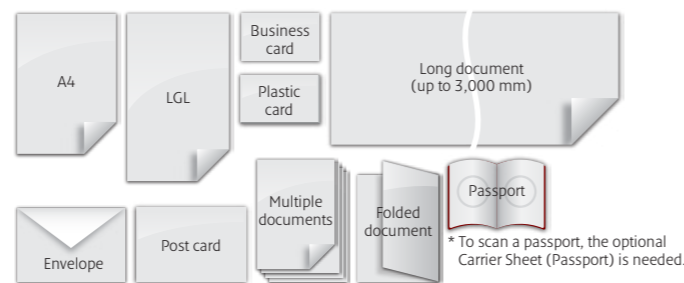 A4
LGL
Business
card
Plastic
card
Long document
(up to 3,000 mm)
Envelope
Post card
Multiple
documents
Folded
document
Passport
* To scan a passport, the optional
Carrier Sheet (Passport) is needed.